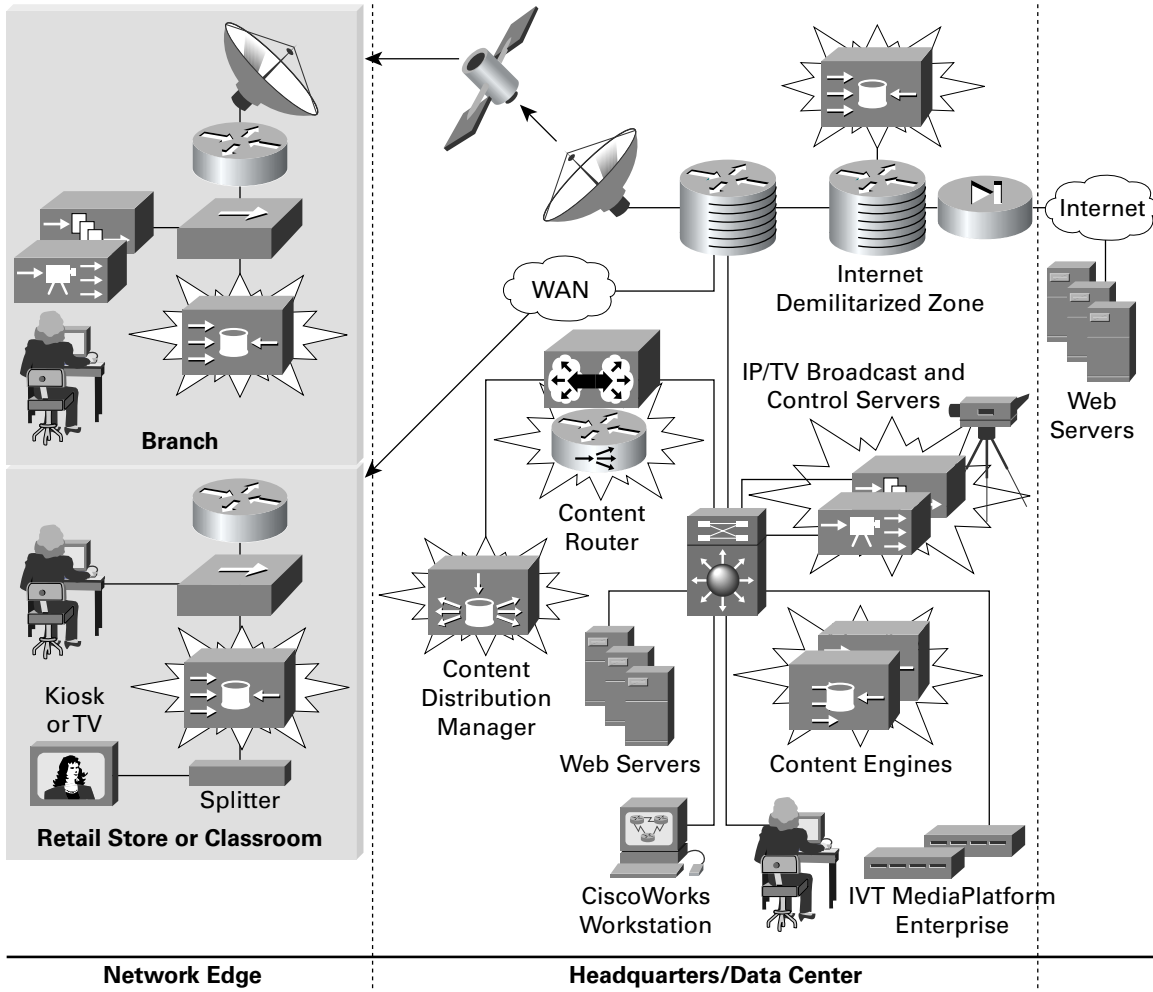 Branch
Kiosk
or TV
Splitter
Retail Store or Classroom
Network Edge
WAN
Content
Router
Content
Distribution
Manager
Internet
Demilitarized Zone
IP/TV Broadcast and
Control Servers
Web Servers
Content Engines
CiscoWorks
Workstation
IVT MediaPlatform
Enterprise
Headquarters/Data Center
Internet
Web
Servers